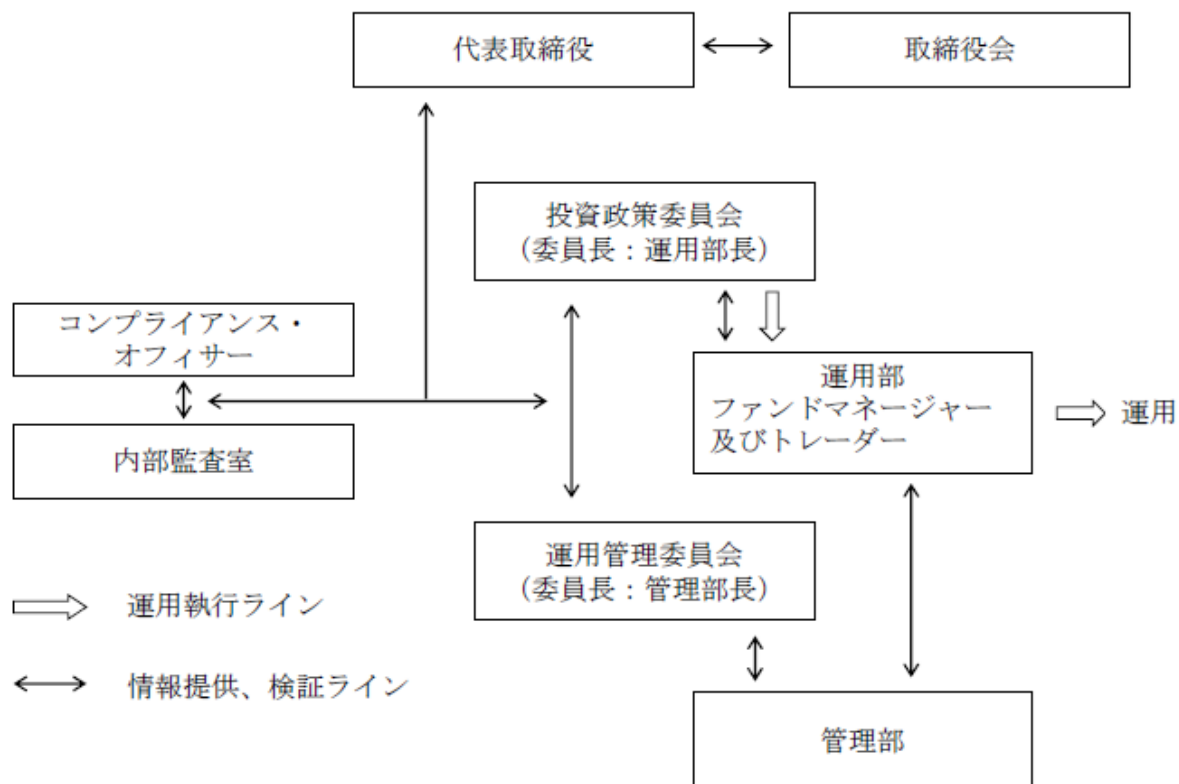 代表取締役
取締役会
投資政策委員会
（委員長：運用部長）
コンプライアンス・
オフィサー
内部監査室
運用部
ファンドマネージャー
及びトレーダー
運用
運用管理委員会
（委員長：管理部長）
管理部
運用執行ライン
情報提供、検証ライン